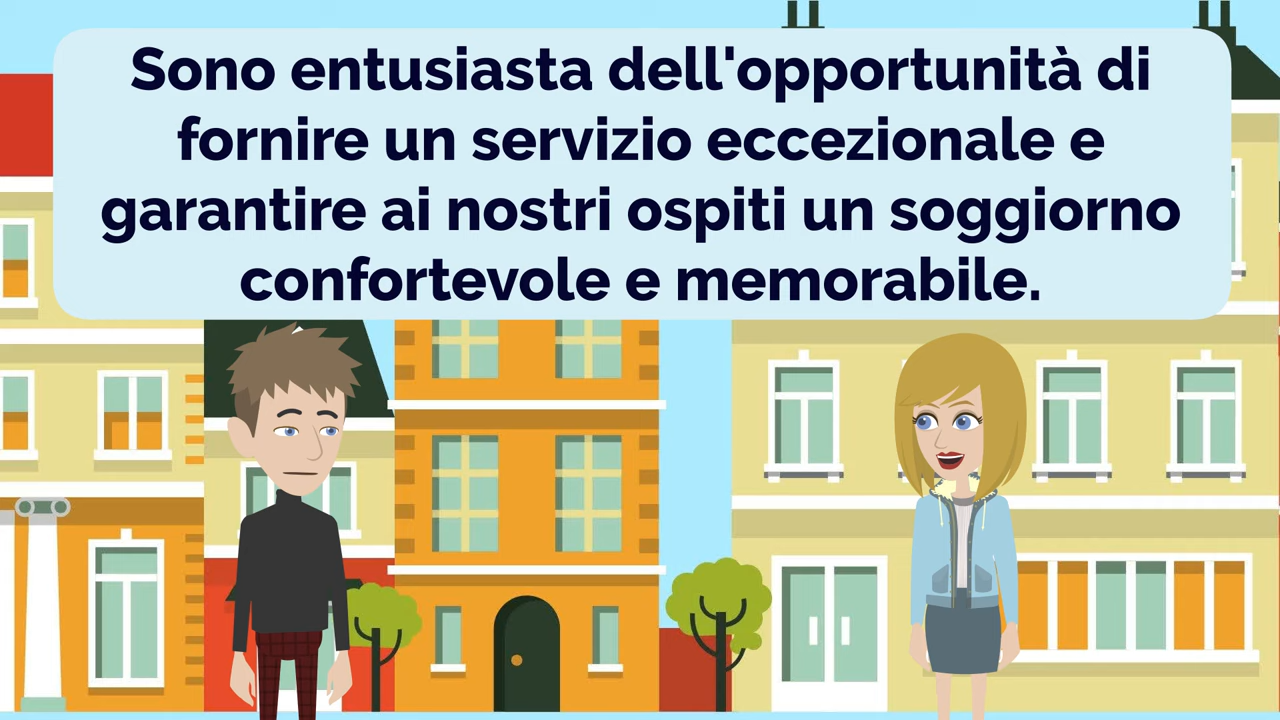 Sono entusiasta dell'opportunità di
fornire un servizio eccezionale e
garantire ai nostri ospiti un soggiorno
confortevole e memorabile.